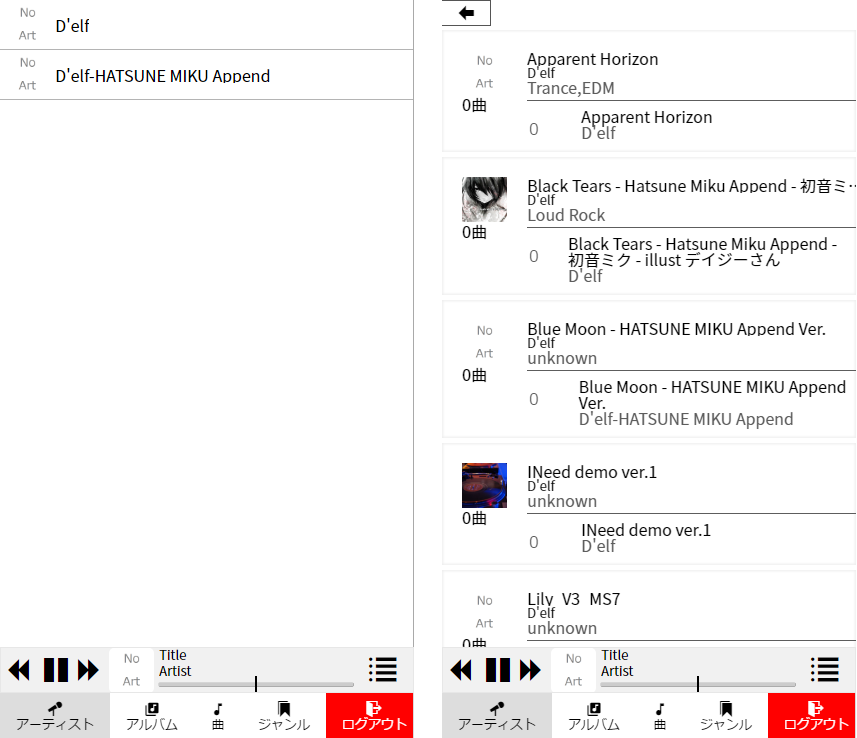 No
Art
D'elf
No
Art
D'elf-HATSUNE MIKU Append
No
Art
Title
Artist
アーティスト
アルバム
曲
ジャンル
ログアウト
No
Art
0曲
Apparent Horizon
D'elf
Trance,EDM
0
Apparent Horizon
D'elf
0曲
Black Tears - Hatsune Miku Append - 初音ミ…
D'elf
Loud Rock
0
Black Tears - Hatsune Miku Append -
初音ミク - illust デイジーさん
D'elf
No
Art
0曲
Blue Moon - HATSUNE MIKU Append Ver.
D'elf
unknown
0
Blue Moon - HATSUNE MIKU Append
Ver.
D'elf-HATSUNE MIKU Append
0曲
INeed demo ver.1
D'elf
unknown
0
INeed demo ver.1
D'elf
No
Art
0曲
Lily_V3_MS7
D'elf
unknown
No
Art
Title
Artist
アーティスト
アルバム
曲
ジャンル
ログアウト